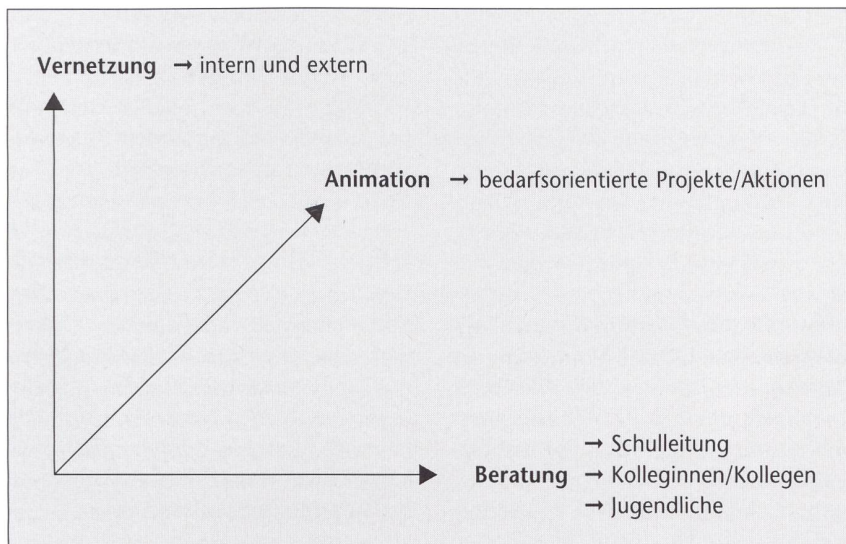 Vernetzung → intern und extern
Animation → bedarfsorientierte Projekte/Aktionen
→ Schulleitung
Beratung → Kolleginnen/Kollegen
→ Jugendliche